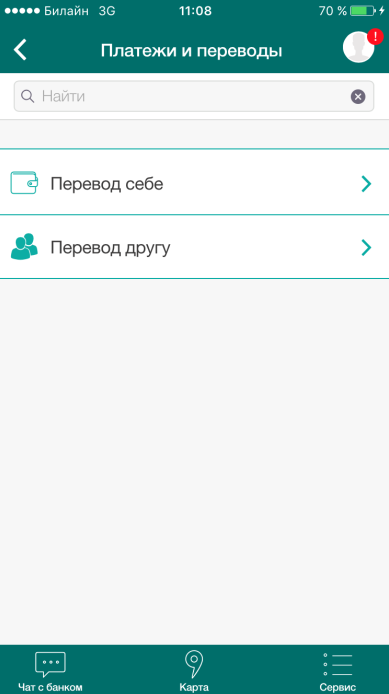 Билайн 3G 11:08 70 %
Платежи и переводы
!
Найти
Перевод себе
Перевод другу
Чат с банком Карта Сервис